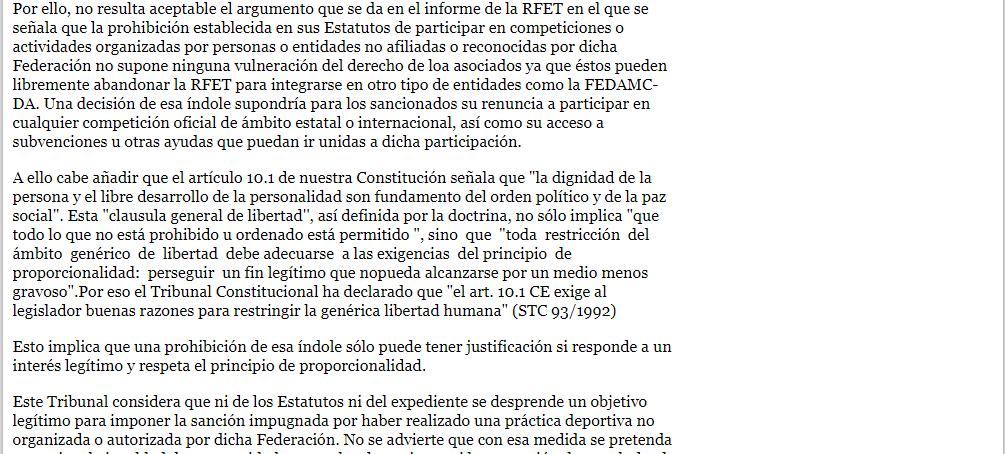 Por ello, no resulta aceptable el argumento que se da en el informe de la RFET en el que se
señala que la prohibición establecida en sus Estatutos de participar en competiciones o
actividades organizadas por personas o entidades no afiliadas o reconocidas por dicha
Federación no supone ninguna vulneración del derecho de loa asociados ya que éstos pueden
libremente abandonar la RFET para integrarse en otro tipo de entidades como la FEDAMC-
DA. Una decisión de esa índole supondría para los sancionados su renuncia a participar en
cualquier competición oficial de ámbito estatal o internacional, así como su acceso a
subvenciones u otras ayudas que puedan ir unidas a dicha participación.
A ello cabe añadir que el artículo 10.1 de nuestra Constitución señala que "la dignidad de la
persona y el libre desarrollo de la personalidad son fundamento del orden político y de la paz
social". Esta "clausula general de libertad", así definida por la doctrina, no sólo implica "que
todo lo que no está prohibido u ordenado está permitido ", sino que "toda restricción del
ámbito genérico de libertad debe adecuarse a las exigencias del principio de
proporcionalidad: perseguir un fin legítimo que nopueda alcanzarse por un medio menos
gravoso".Por eso el Tribunal Constitucional ha declarado que "el art. 10.1 CE exige al
legislador buenas razones para restringir la genérica libertad humana" (STC 93/1992)
Esto implica que una prohibición de esa índole sólo puede tener justificación si responde a un
interés legítimo y respeta el principio de proporcionalidad.
Este Tribunal considera que ni de los Estatutos ni del expediente se desprende un objetivo
legítimo para imponer la sanción impugnada por haber realizado una práctica deportiva no
organizada o autorizada por dicha Federación. No se advierte que con esa medida se pretenda